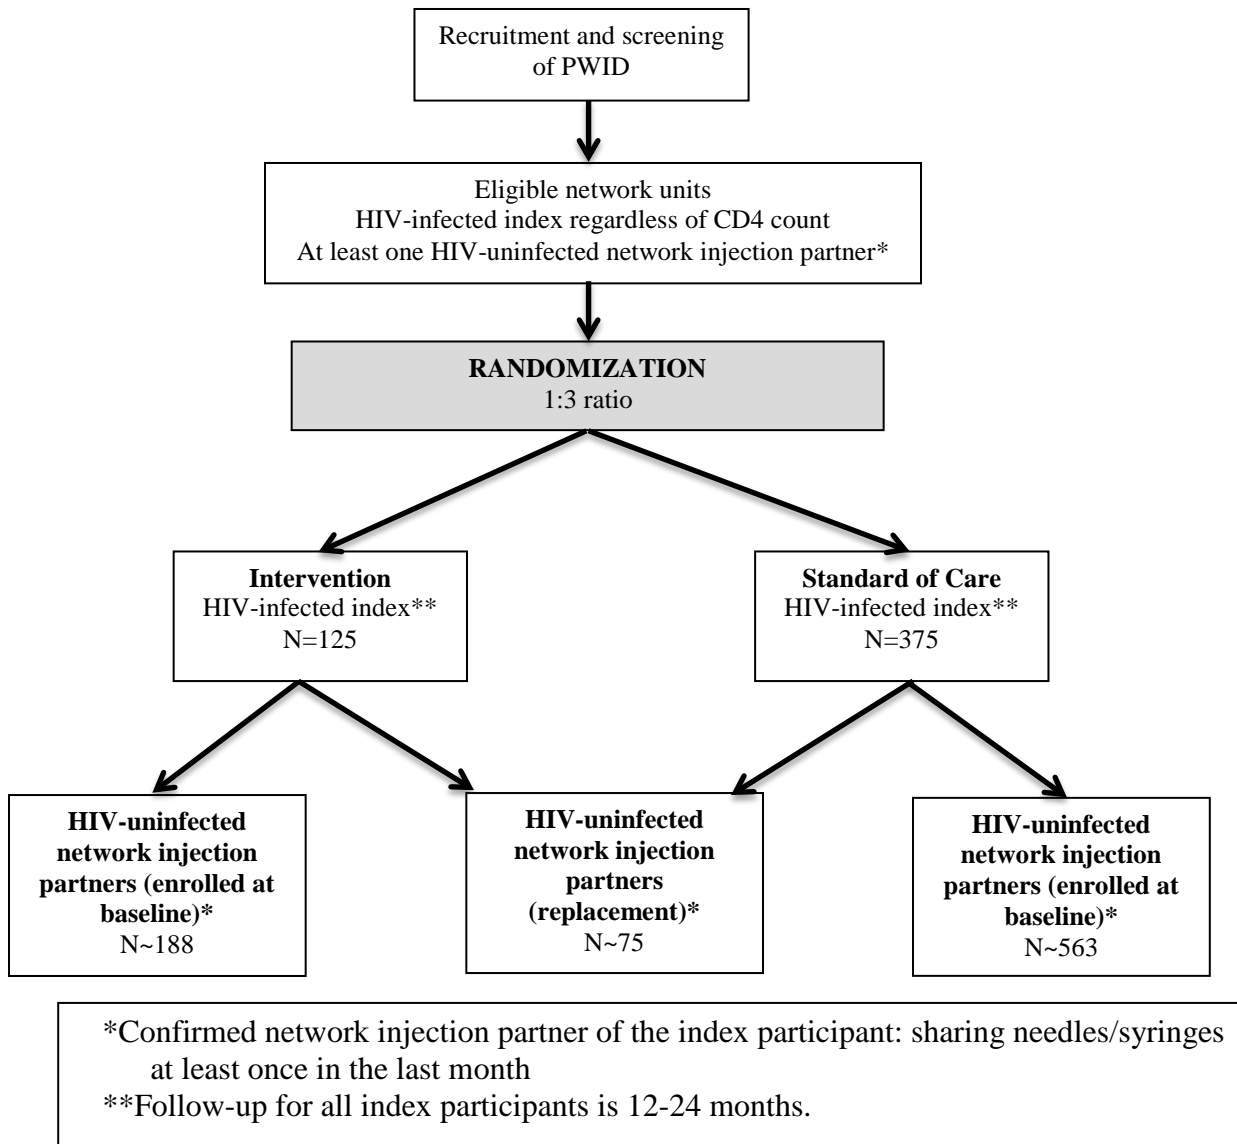 Recruitment and screening
of PWID
Eligible network units
HIV-infected index regardless of CD4 count
At least one HIV-uninfected network injection partner*
RANDOMIZATION
1:3 ratio
Intervention
HIV-infected index**
N=125
Standard of Care
HIV-infected index**
N=375
HIV-uninfected
network injection
partners (enrolled at
baseline)*
N~188
HIV-uninfected
network injection
partners
(replacement)*
N~75
HIV-uninfected
network injection
partners (enrolled at
baseline)*
N~563
*Confirmed network injection partner of the index participant: sharing needles/syringes
at least once in the last month
**Follow-up for all index participants is 12-24 months.